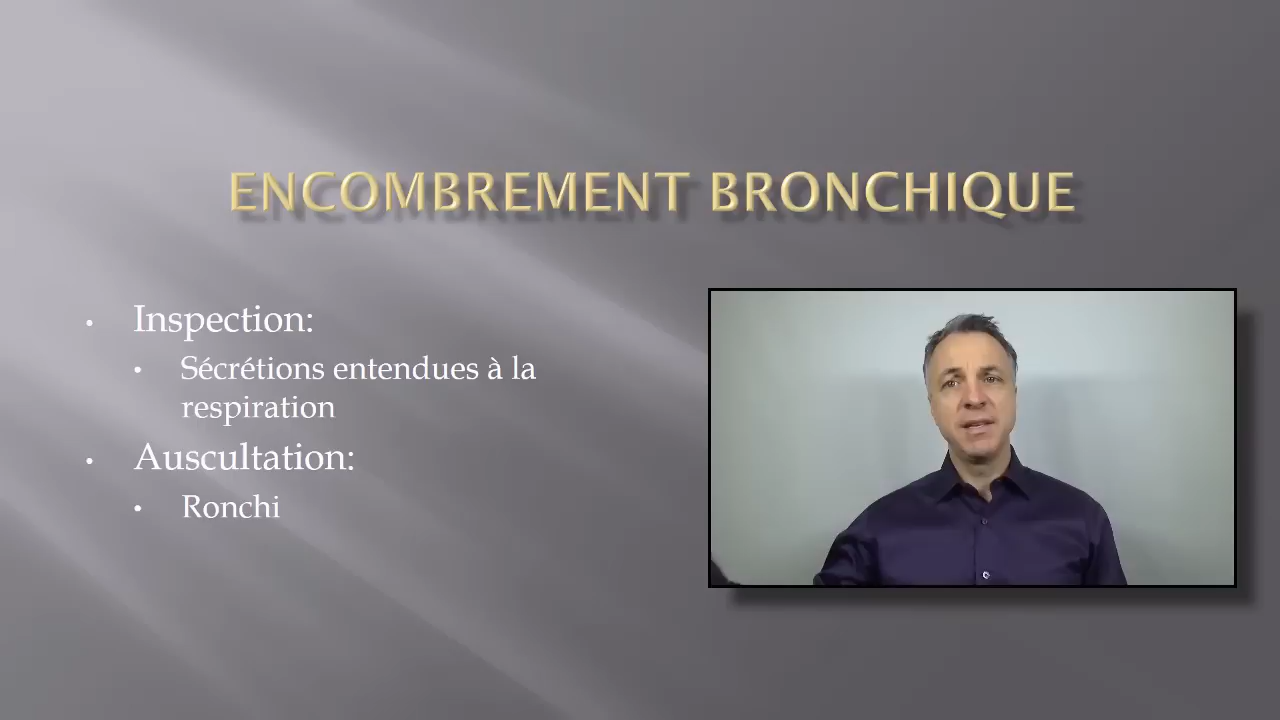 ENCOMBREMENT BRONCHIQUE
• Inspection:
• Sécrétions entendues à la
respiration
• Auscultation:
• Ronchi